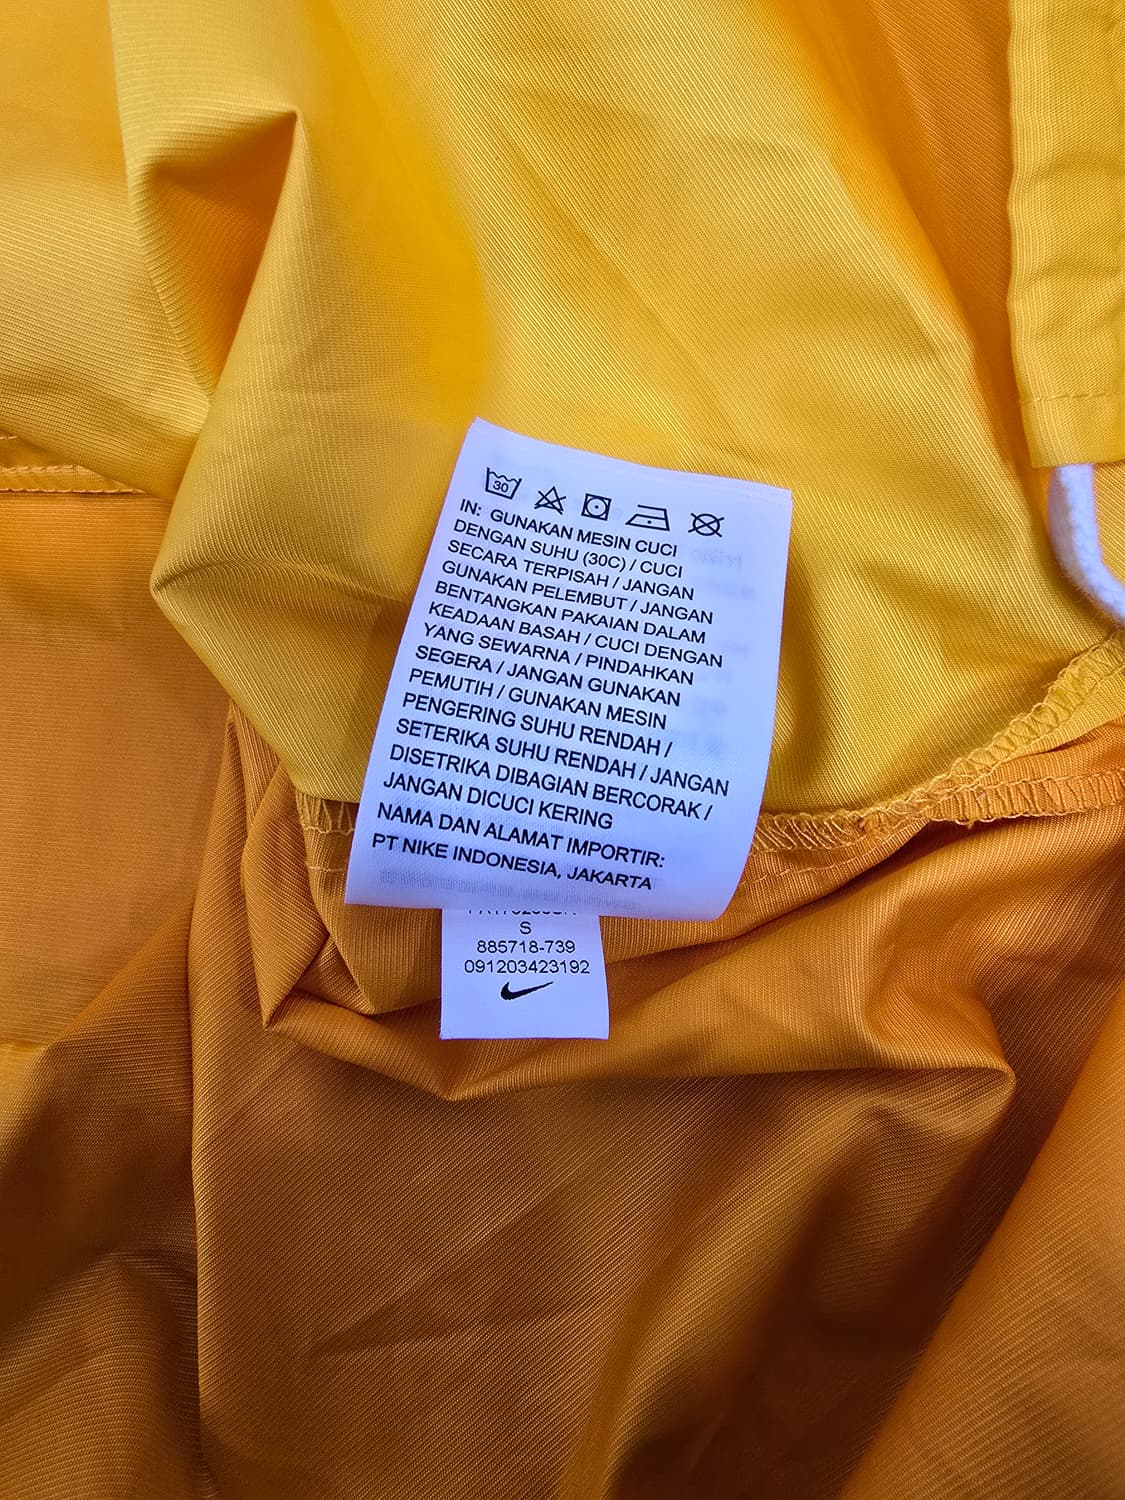 30
IN: GUNAKAN MESIN CUCI
DENGAN SUHU (30C) / CUCI
SECARA TERPISAH / JANGAN
GUNAKAN PELEMBUT / JANGAN
BENTANGKAN PAKAIAN DALAM
KEADAAN BASAH / CUCI DENGAN
YANG SEWARNA / PINDAHKAN
SEGERA / JANGAN GUNAKAN
PEMUTIH / GUNAKAN MESIN
PENGERING SUHU RENDAH /
SETERIKA SUHU RENDAH / JANGAN
DISETRIKA DIBAGIAN BERCORAK /
JANGAN DICUCI KERING
NAMA DAN ALAMAT IMPORTIR:
PT NIKE INDONESIA, JAKARTA
S
885718-739
091203423192